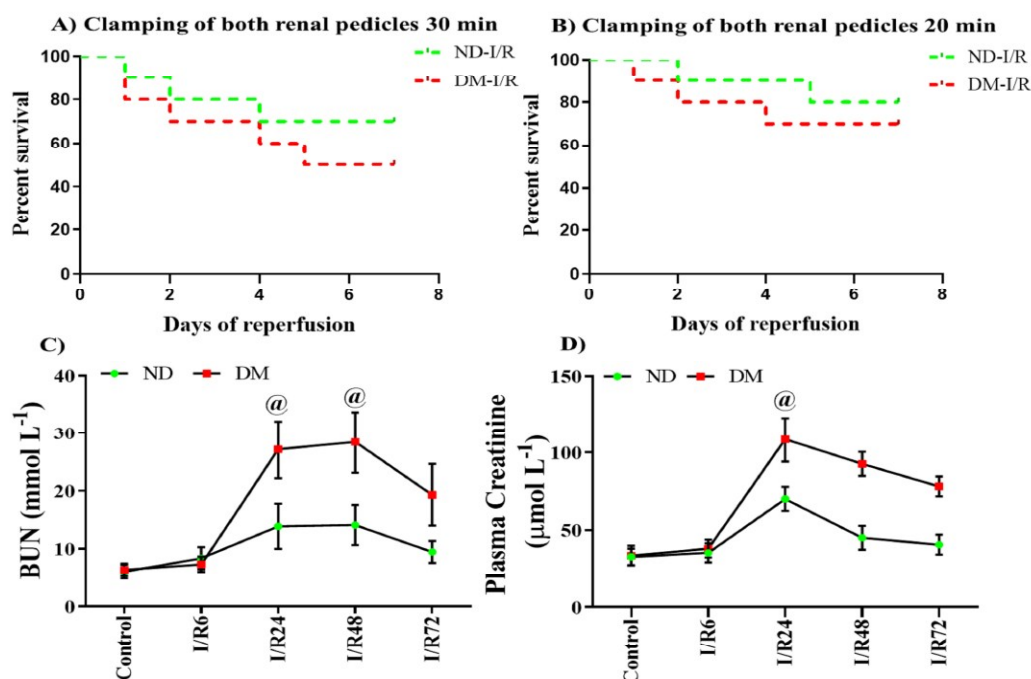 A) Clamping of both renal pedicles 30 min
ND-I/R
DM-I/R
100
80
60
40
20
0
Percent survival
0 2 4 6 8
Days of reperfusion
B) Clamping of both renal pedicles 20 min
ND-I/R
DM-I/R
100
80
60
40
20
0
Percent survival
0 2 4 6 8
Days of reperfusion
C)
ND DM
40
30
20
10
0
BUN (mmol L-1)
@ @
Control I/R6 I/R24 I/R48 I/R72
D)
ND DM
150
100
50
0
Plasma Creatinine
(μmol L-1)
@
Control I/R6 I/R24 I/R48 I/R72